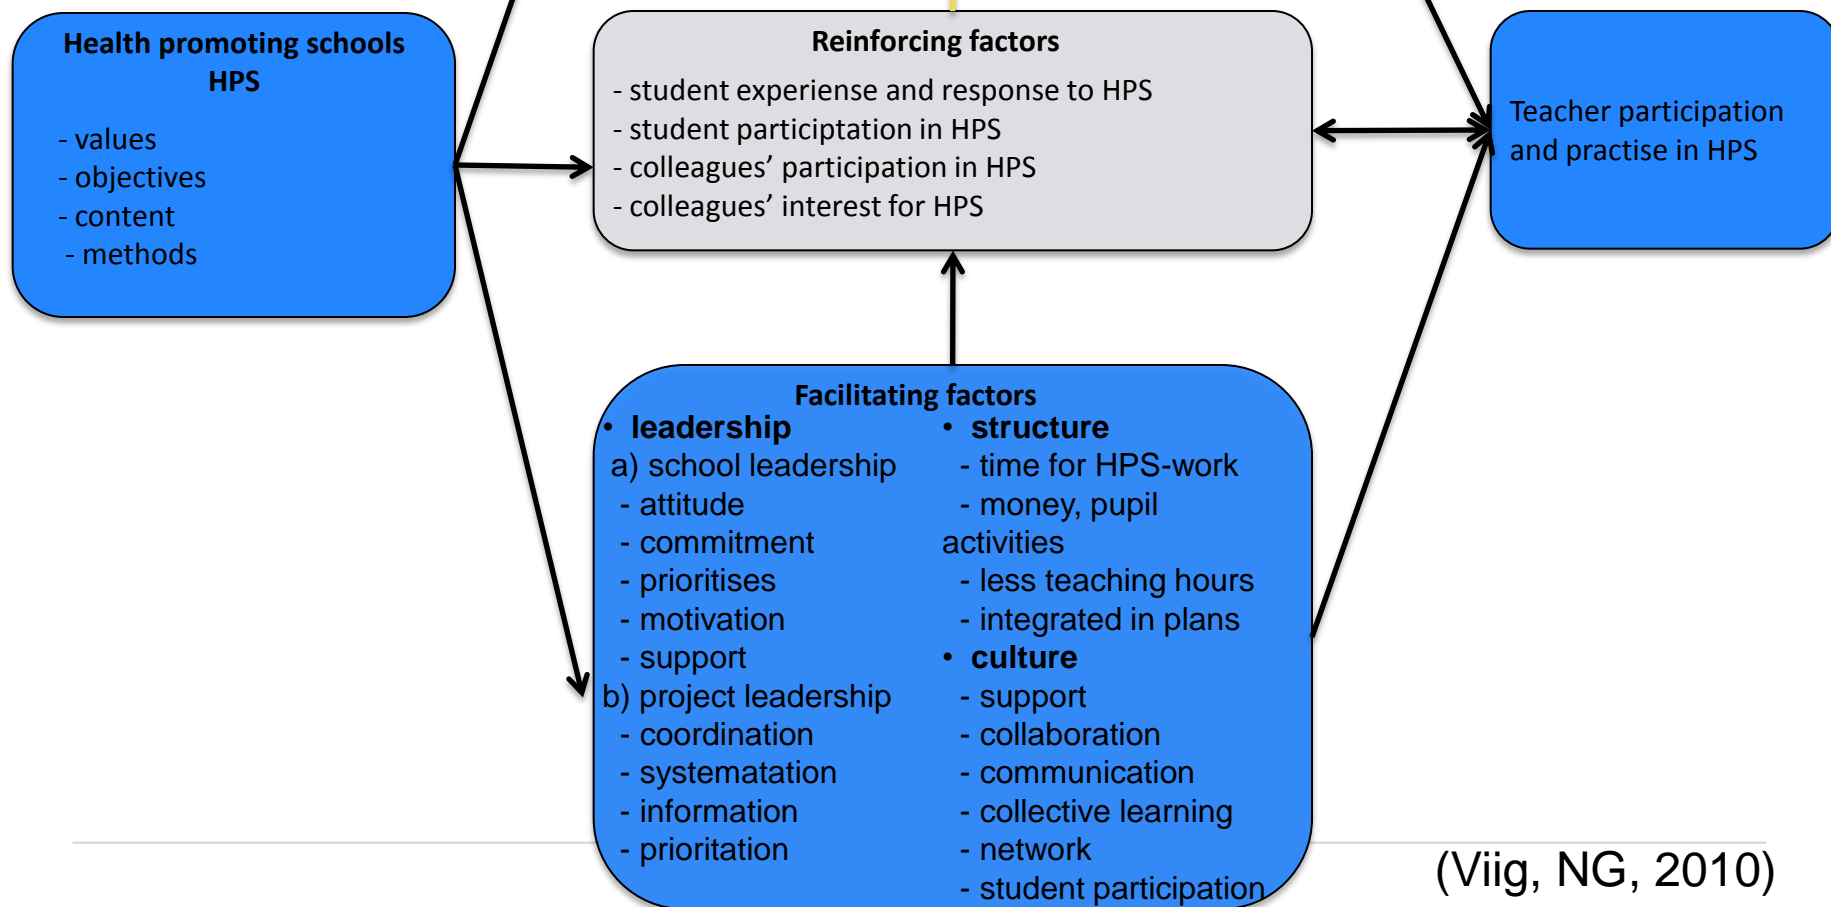 Health promoting schools
HPS
- values
- objectives
- content
- methods
Reinforcing factors
- student experiense and response to HPS
- student participtation in HPS
- colleagues’ participation in HPS
- colleagues’ interest for HPS
Teacher participation
and practise in HPS
Facilitating factors
• leadership
a) school leadership
- attitude
- commitment
- prioritises
- motivation
- support
b) project leadership
- coordination
- systematation
- information
- prioritation
• structure
- time for HPS-work
- money, pupil
activities
- less teaching hours
- integrated in plans
• culture
- support
- collaboration
- communication
- collective learning
- network
- student participation
(Viig, NG, 2010)